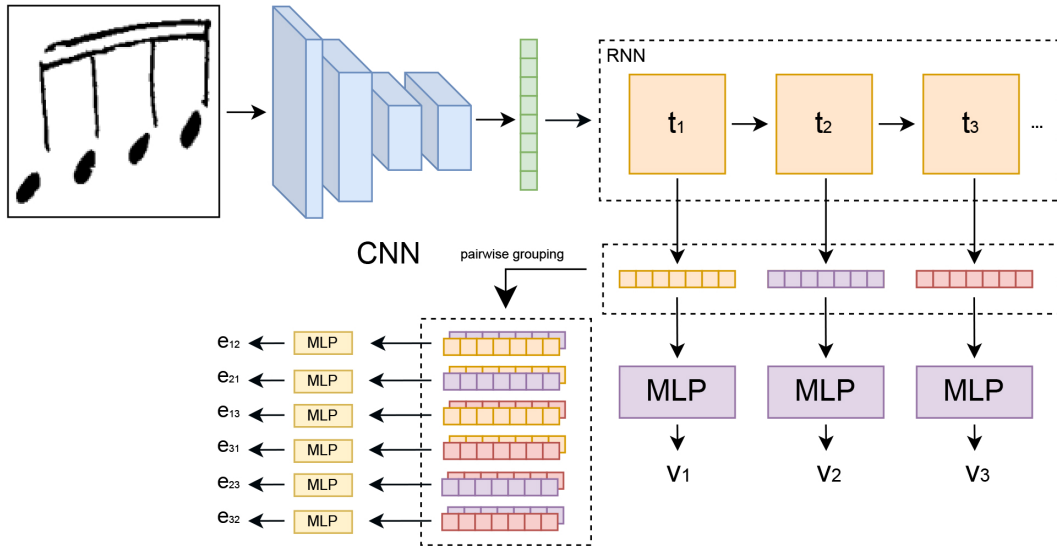 RNN
t1 t2 t3 ...
CNN
pairwise grouping
e12 MLP
e21 MLP
e13 MLP
e31 MLP
e23 MLP
e32 MLP
MLP MLP MLP
v1 v2 v3